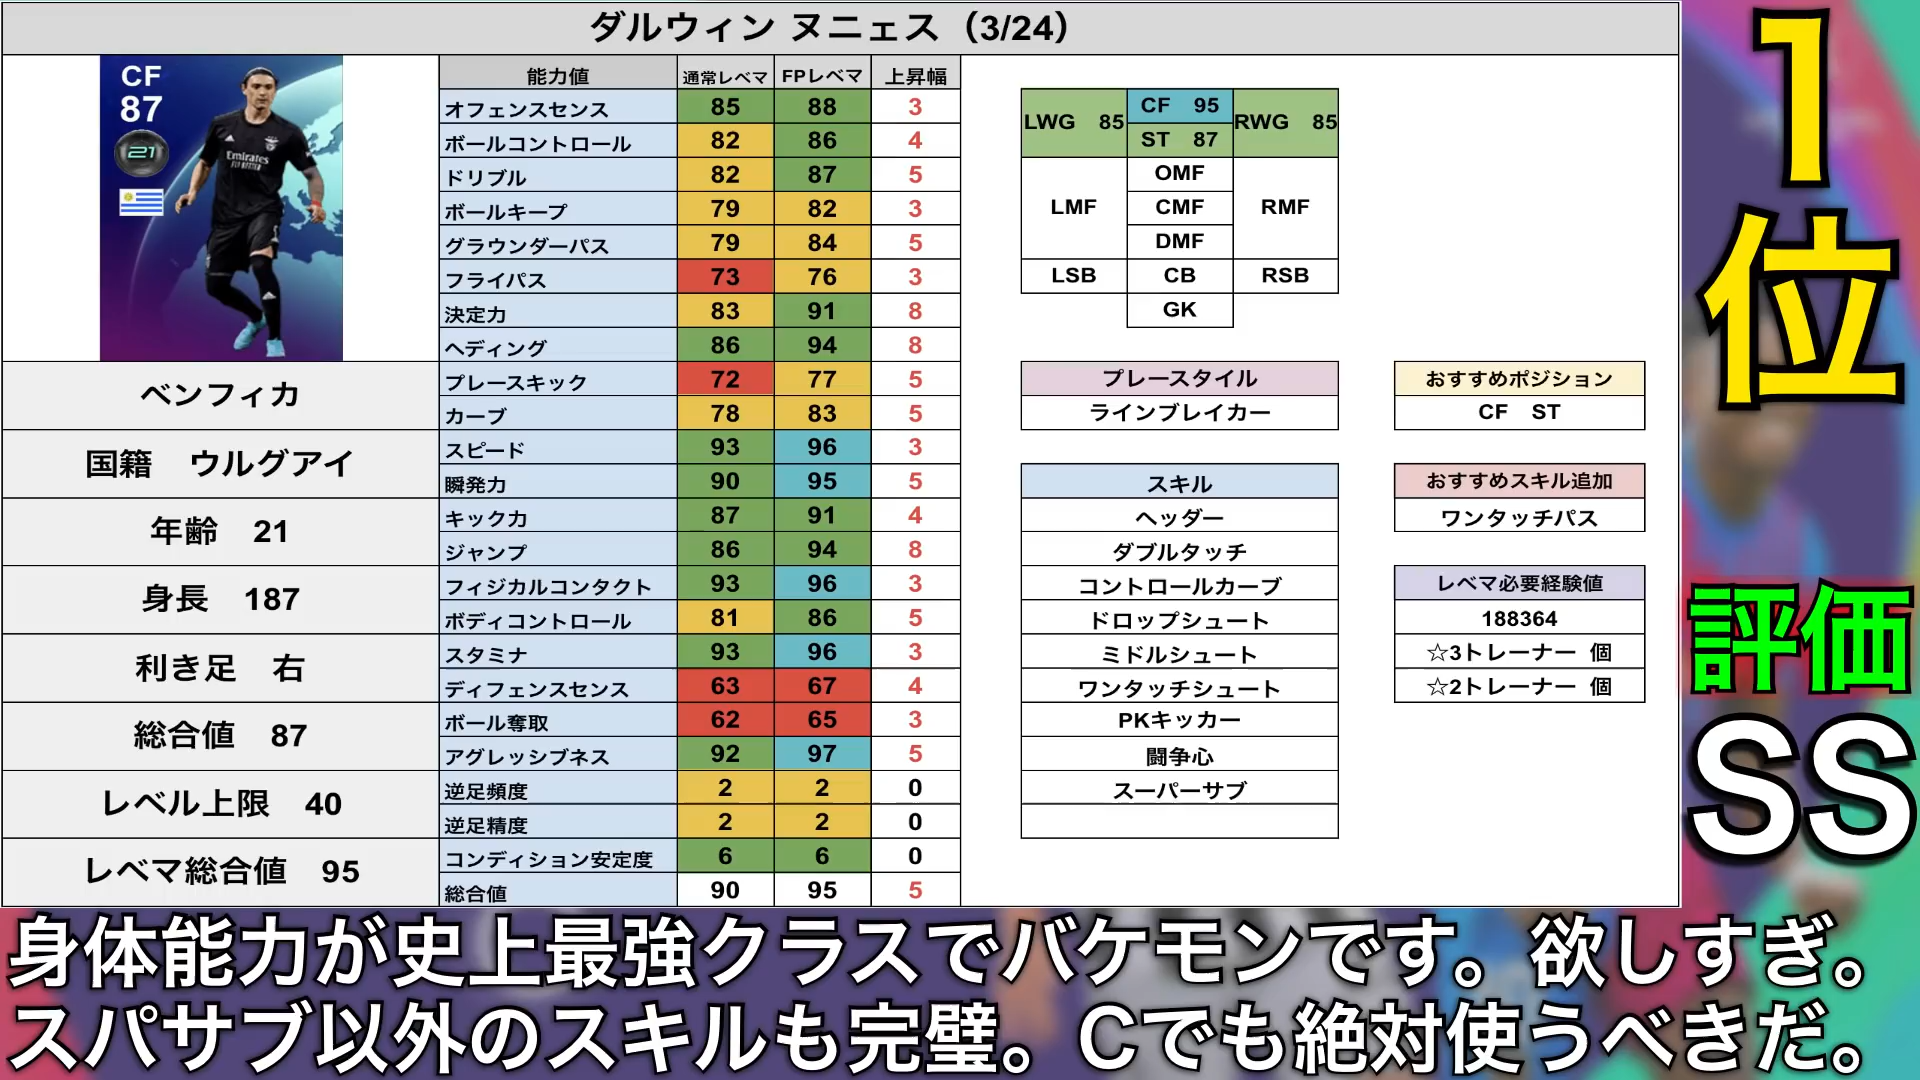 ダルウィン ヌニェス（3/24）
CF
87
21
Emirates
FLY BETTER
ベンフィカ
国籍　ウルグアイ
年齢　21
身長　187
利き足　右
総合値　87
レベル上限　40
レベマ総合値　95
能力値 通常レベマ FPレベマ 上昇幅
オフェンスセンス 85 88 3
ボールコントロール 82 86 4
ドリブル 82 87 5
ボールキープ 79 82 3
グラウンダーパス 79 84 5
フライパス 73 76 3
決定力 83 91 8
ヘディング 86 94 8
プレースキック 72 77 5
カーブ 78 83 5
スピード 93 96 3
瞬発力 90 95 5
キック力 87 91 4
ジャンプ 86 94 8
フィジカルコンタクト 93 96 3
ボディコントロール 81 86 5
スタミナ 93 96 3
ディフェンスセンス 63 67 4
ボール奪取 62 65 3
アグレッシブネス 92 97 5
逆足頻度 2 2 0
逆足精度 2 2 0
コンディション安定度 6 6 0
総合値 90 95 5
LWG 85 CF 95 RWG 85
ST 87
OMF
LMF CMF RMF
DMF
LSB CB RSB
GK
プレースタイル
ラインブレイカー
スキル
ヘッダー
ダブルタッチ
コントロールカーブ
ドロップシュート
ミドルシュート
ワンタッチシュート
PKキッカー
闘争心
スーパーサブ
おすすめポジション
CF ST
おすすめスキル追加
ワンタッチパス
レベマ必要経験値
188364
☆3トレーナー 個
☆2トレーナー 個
1位
評価
SS
身体能力が史上最強クラスでバケモンです。欲しすぎ。
スパサブ以外のスキルも完璧。Cでも絶対使うべきだ。